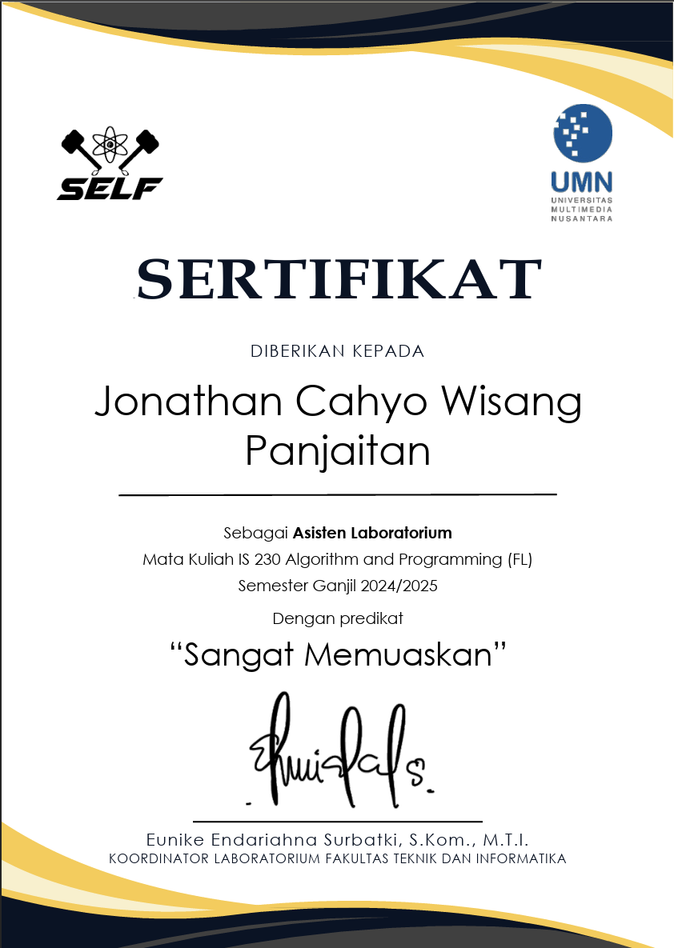 SELF
UMN
UNIVERSITAS
MULTIMEDIA
NUSANTARA
SERTIFIKAT
DIBERIKAN KEPADA
Jonathan Cahyo Wisang
Panjaitan
Sebagai Asisten Laboratorium
Mata Kuliah IS 230 Algorithm and Programming (FL)
Semester Ganjil 2024/2025
Dengan predikat
“Sangat Memuaskan”
Eunike Endariahna Surbatki, S.Kom., M.T.I.
KOORDINATOR LABORATORIUM FAKULTAS TEKNIK DAN INFORMATIKA